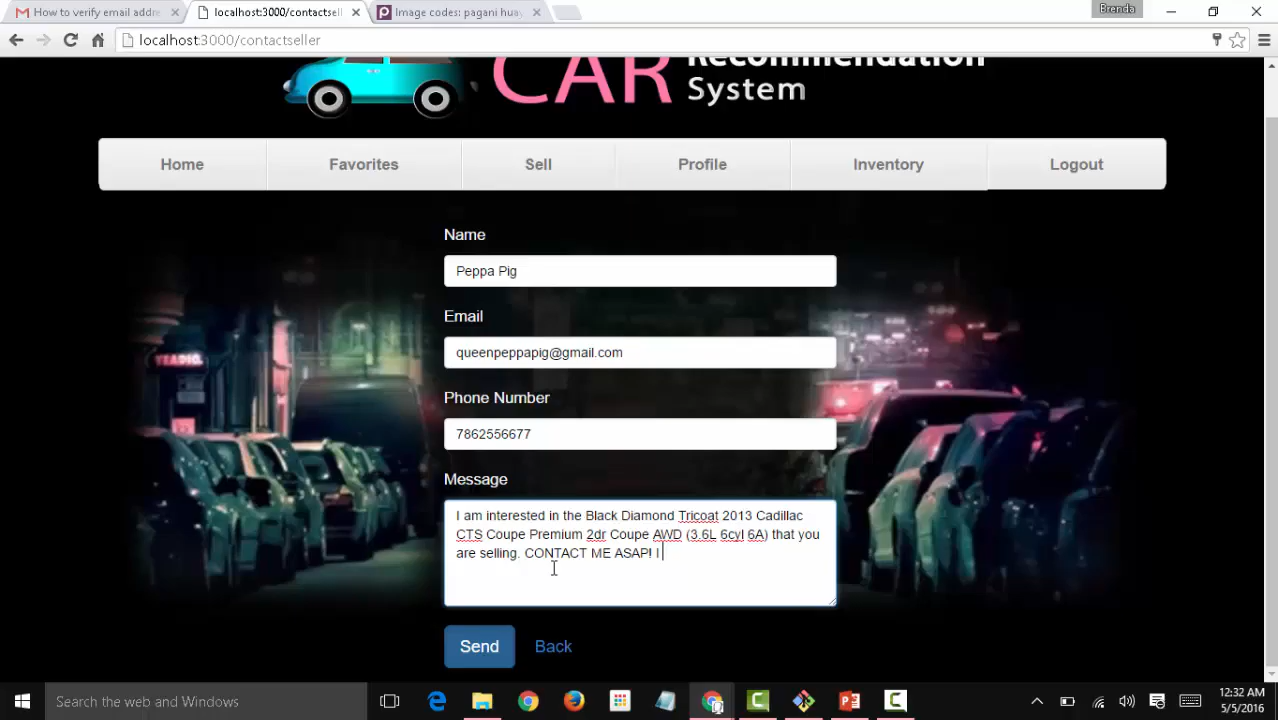 How to verify email addre
localhost:3000/contactsell
Image codes: pagani huay
Brenda
localhost:3000/contactseller
CAR Recommendation
System
Home Favorites Sell Profile Inventory Logout
Name
Peppa Pig
Email
queenpeppapig@gmail.com
Phone Number
7862556677
Message
I am interested in the Black Diamond Tricoat 2013 Cadillac
CTS Coupe Premium 2dr Coupe AWD (3.6L 6cyl 6A) that you
are selling. CONTACT ME ASAP! I
Send Back
Search the web and Windows
12:32 AM
5/5/2016